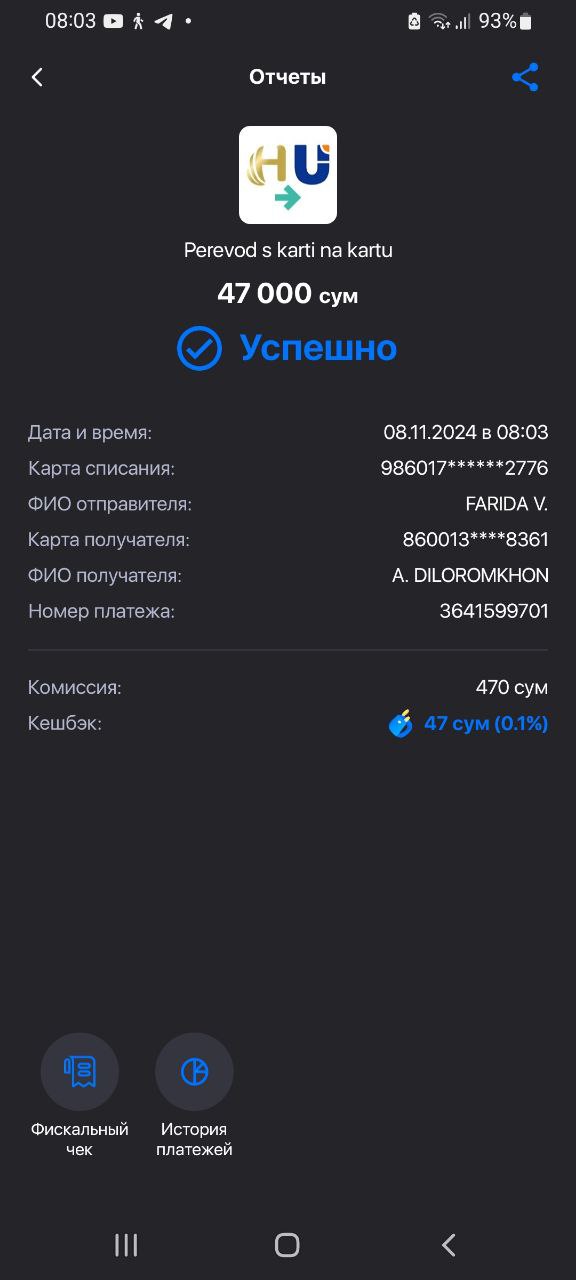 08:03
93%
Отчеты
HU
Perevod s karti na kartu
47 000 сум
Успешно
Дата и время: 08.11.2024 в 08:03
Карта списания: 986017******2776
ФИО отправителя: FARIDA V.
Карта получателя: 860013****8361
ФИО получателя: A. DILOROMKHON
Номер платежа: 3641599701
Комиссия: 470 сум
Кешбэк: 47 сум (0.1%)
Фискальный чек
История платежей